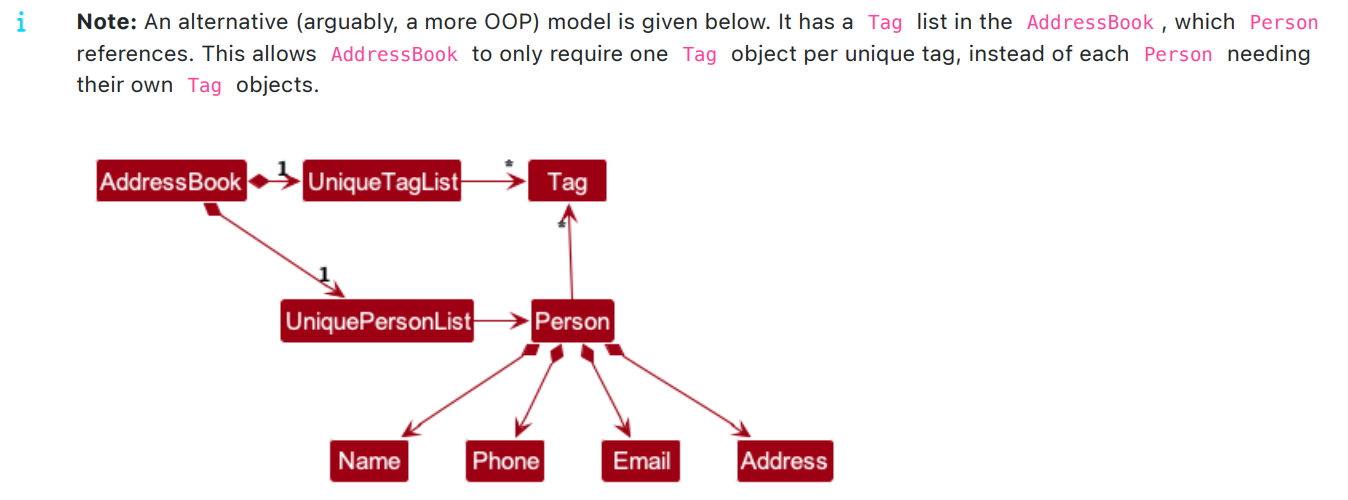 i Note: An alternative (arguably, a more OOP) model is given below. It has a Tag list in the AddressBook , which Person
references. This allows AddressBook to only require one Tag object per unique tag, instead of each Person needing
their own Tag objects.
AddressBook 1 UniqueTagList * Tag
*
1
UniquePersonList Person
Name Phone Email Address